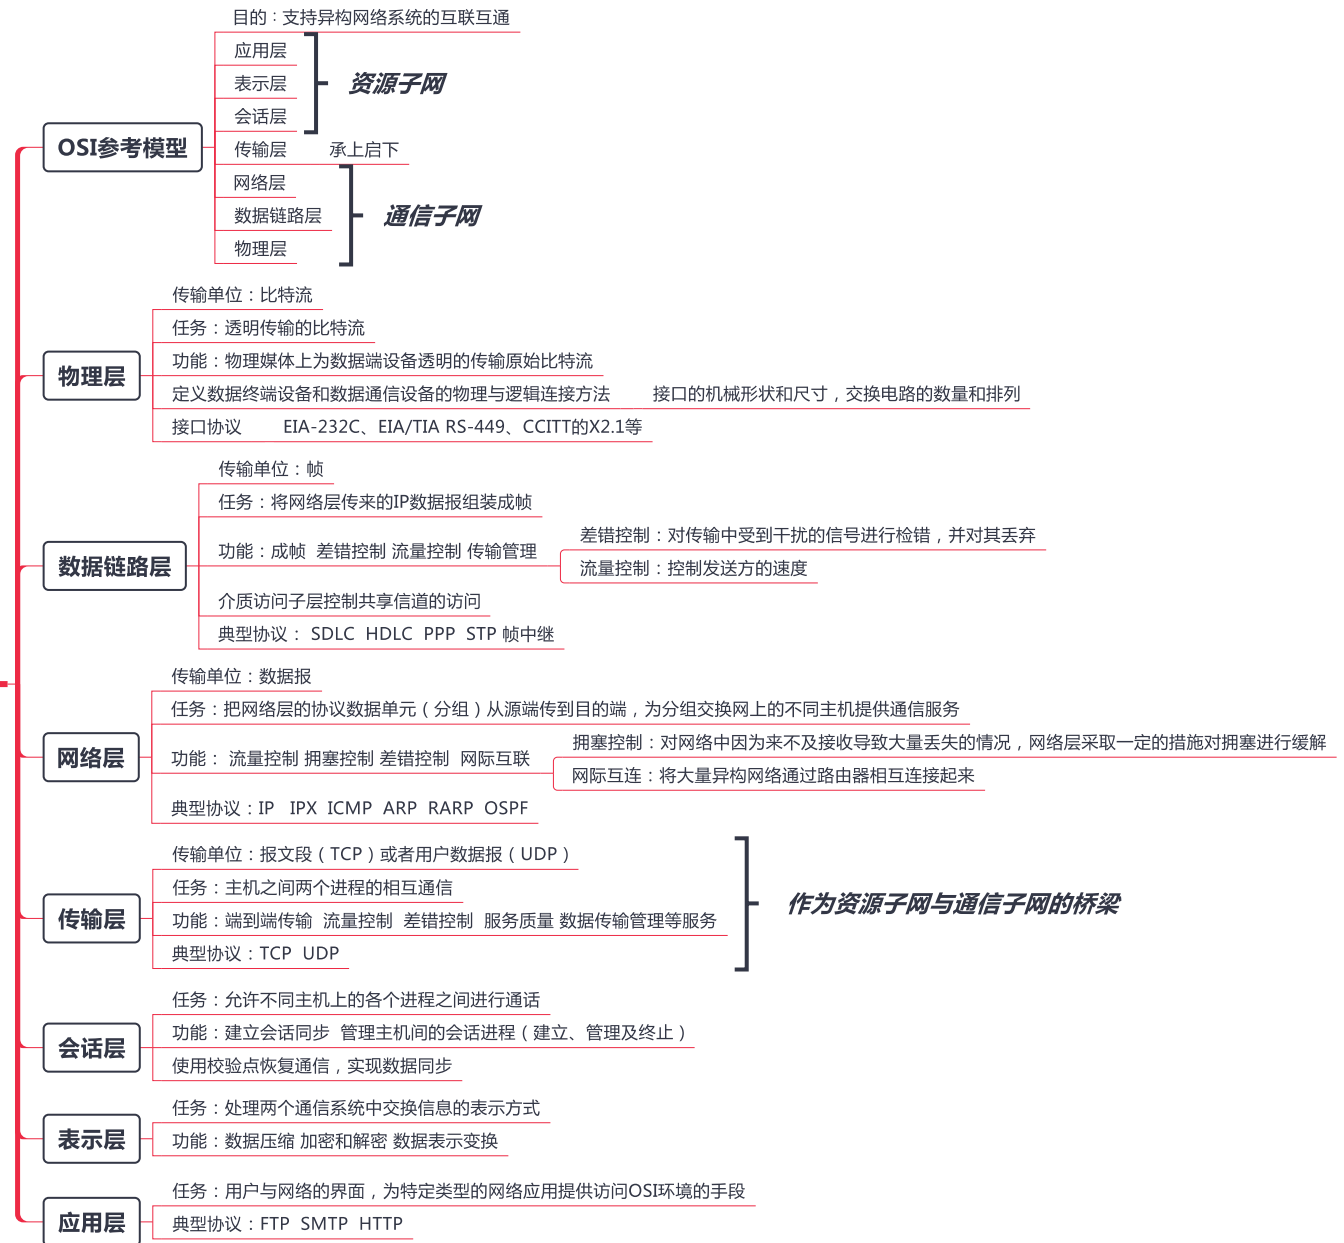 目的：支持异构网络系统的互联互通
应用层
表示层
资源子网
会话层
OSI参考模型
传输层 承上启下
网络层
数据链路层
通信子网
物理层
传输单位：比特流
任务：透明传输的比特流
物理层
功能：物理媒体上为数据端设备透明的传输原始比特流
定义数据终端设备和数据通信设备的物理与逻辑连接方法 接口的机械形状和尺寸，交换电路的数量和排列
接口协议 EIA-232C、EIA/TIA RS-449、CCITT的X2.1等
传输单位：帧
任务：将网络层传来的IP数据报组装成帧
数据链路层
功能：成帧 差错控制 流量控制 传输管理
差错控制：对传输中受到干扰的信号进行检错，并对其丢弃
流量控制：控制发送方的速度
介质访问子层控制共享信道的访问
典型协议： SDLC HDLC PPP STP 帧中继
传输单位：数据报
任务：把网络层的协议数据单元（分组）从源端传到目的端，为分组交换网上的不同主机提供通信服务
网络层
功能： 流量控制 拥塞控制 差错控制 网际互联
拥塞控制：对网络中因为来不及接收导致大量丢失的情况，网络层采取一定的措施对拥塞进行缓解
网际互连：将大量异构网络通过路由器相互连接起来
典型协议：IP IPX ICMP ARP RARP OSPF
传输单位：报文段（TCP）或者用户数据报（UDP）
任务：主机之间两个进程的相互通信
传输层
功能：端到端传输 流量控制 差错控制 服务质量 数据传输管理等服务
典型协议：TCP UDP
作为资源子网与通信子网的桥梁
任务：允许不同主机上的各个进程之间进行通话
会话层
功能：建立会话同步 管理主机间的会话进程（建立、管理及终止）
使用校验点恢复通信，实现数据同步
任务：处理两个通信系统中交换信息的表示方式
表示层
功能：数据压缩 加密和解密 数据表示变换
任务：用户与网络的界面，为特定类型的网络应用提供访问OSI环境的手段
应用层
典型协议：FTP SMTP HTTP